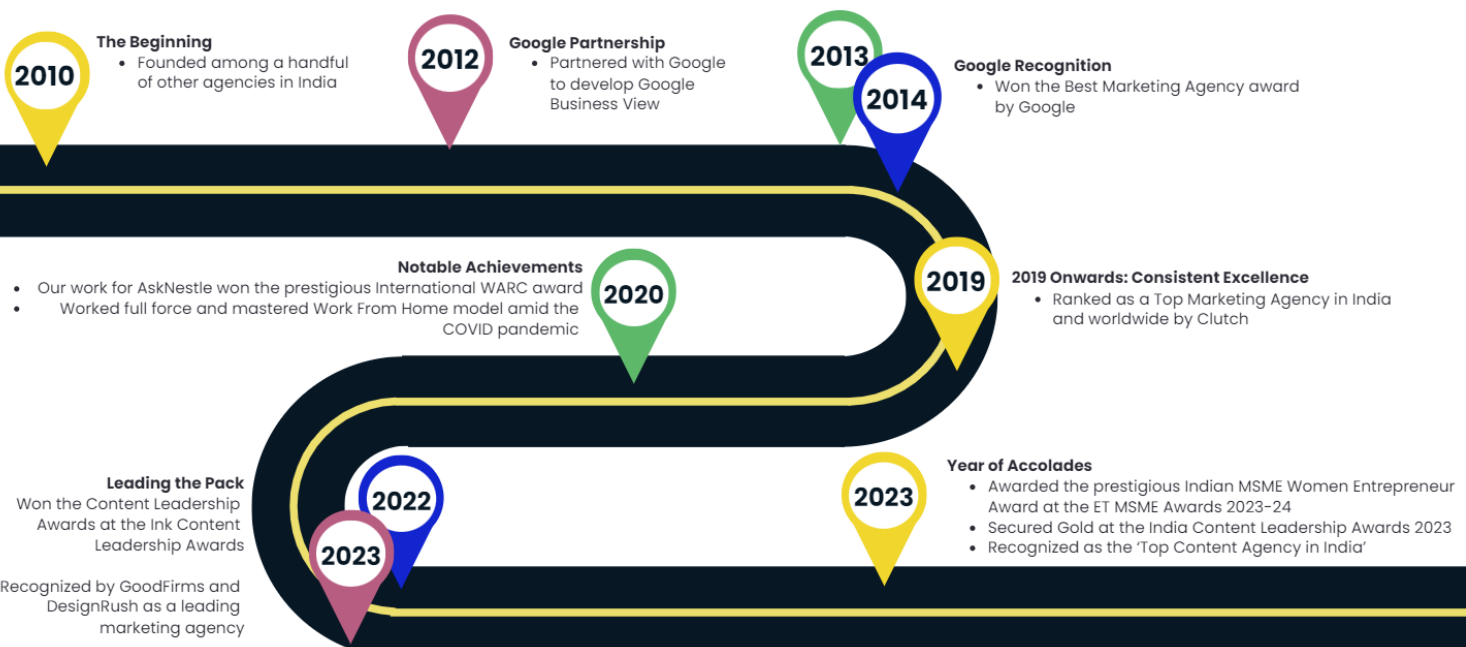 2010
The Beginning
• Founded among a handful
of other agencies in India
2012
Google Partnership
• Partnered with Google
to develop Google
Business View
2013
2014
Google Recognition
• Won the Best Marketing Agency award
by Google
2019
2019 Onwards: Consistent Excellence
• Ranked as a Top Marketing Agency in India
and worldwide by Clutch
Notable Achievements
• Our work for AskNestle won the prestigious International WARC award
• Worked full force and mastered Work From Home model amid the
COVID pandemic
2020
Leading the Pack
Won the Content Leadership
Awards at the Ink Content
Leadership Awards
Recognized by GoodFirms and
DesignRush as a leading
marketing agency
2022
2023
2023
Year of Accolades
• Awarded the prestigious Indian MSME Women Entrepreneur
Award at the ET MSME Awards 2023-24
• Secured Gold at the India Content Leadership Awards 2023
• Recognized as the ‘Top Content Agency in India’